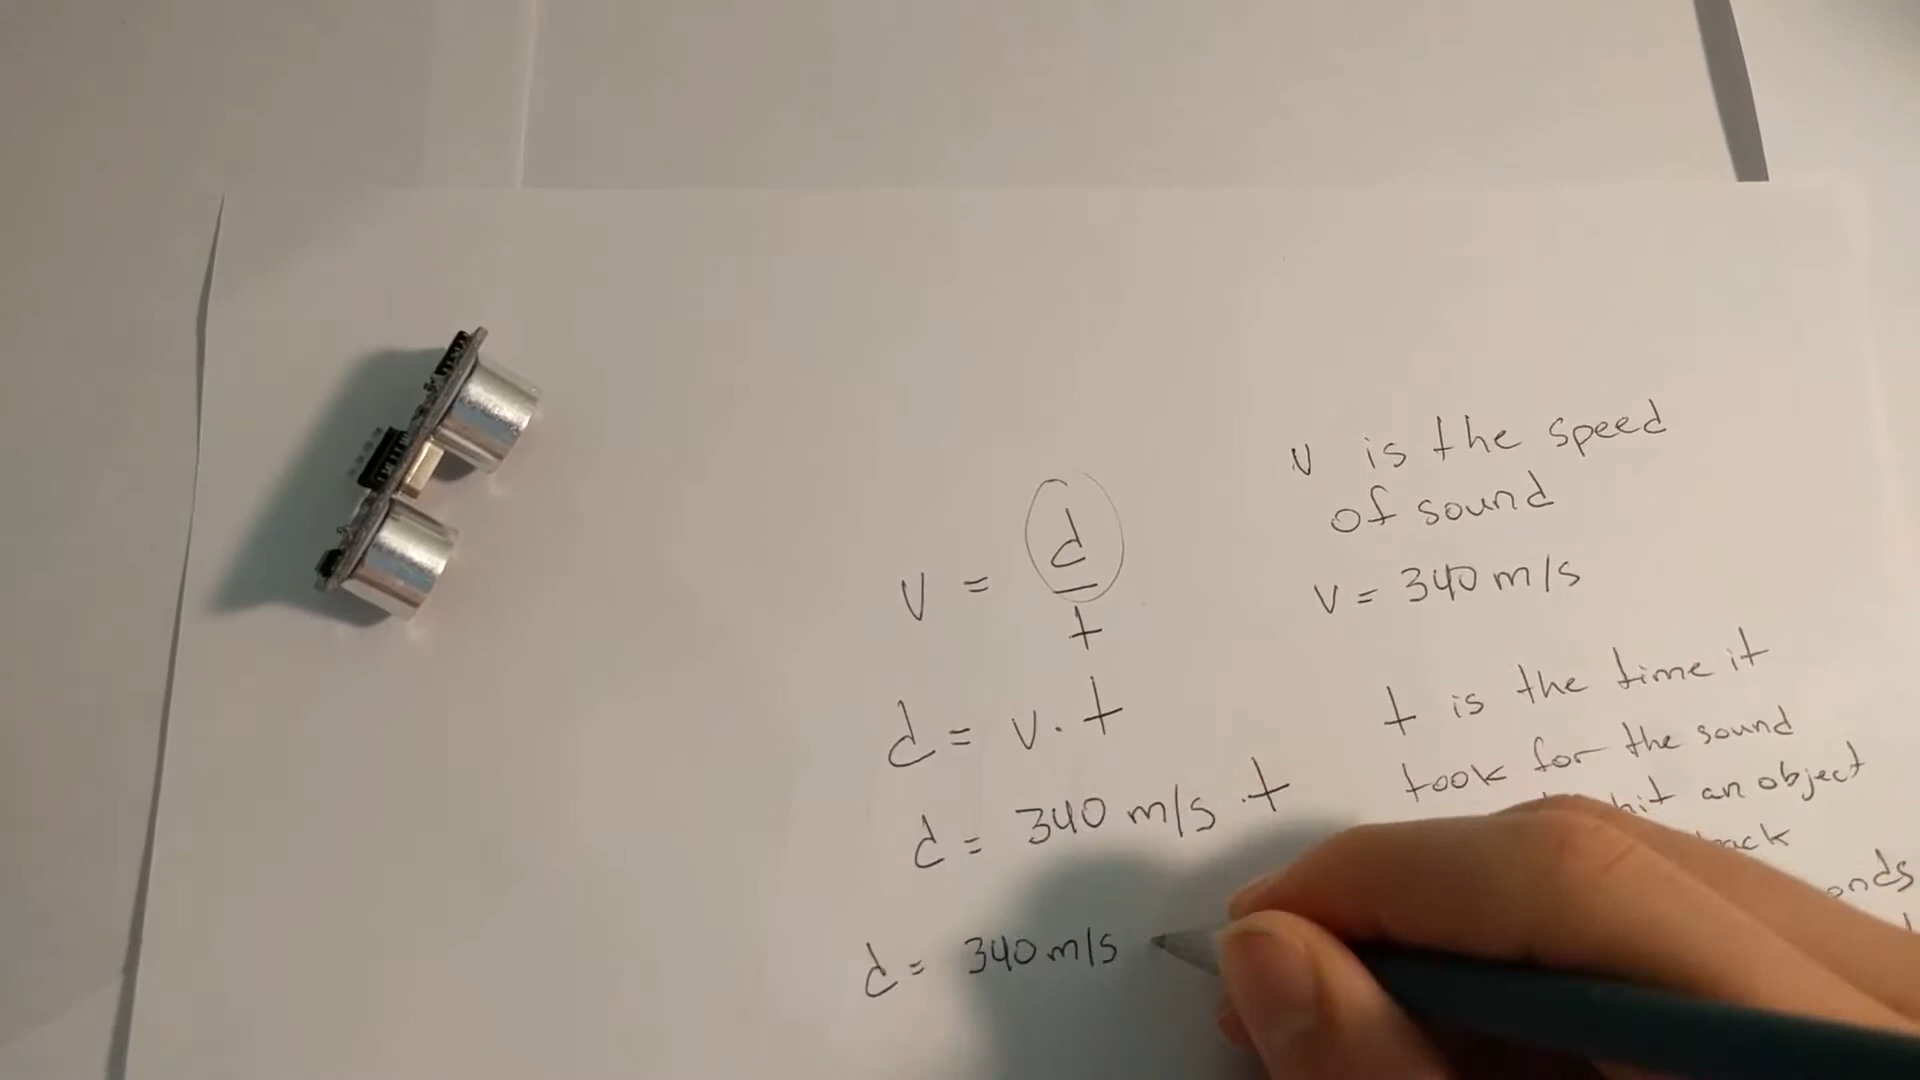 v = d/t
d = v · t
d = 340 m/s · t
d = 340 m/s
v is the speed
of sound
v = 340 m/s
t is the time it
took for the sound
hit an object